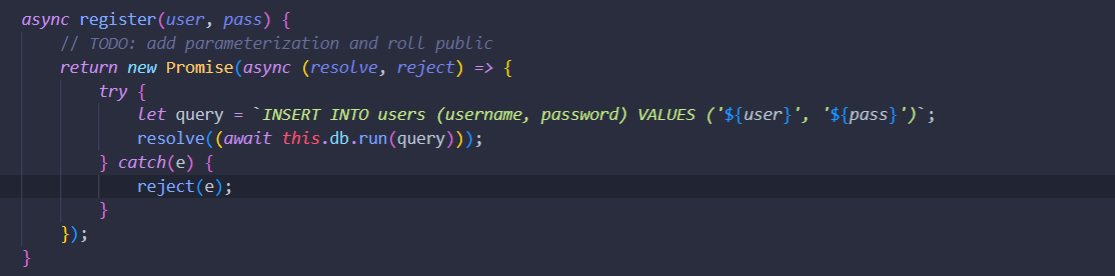 async register(user, pass) {
    // TODO: add parameterization and roll public
    return new Promise(async (resolve, reject) => {
        try {
            let query = `INSERT INTO users (username, password) VALUES ('${user}', '${pass}')`;
            resolve((await this.db.run(query)));
        } catch(e) {
            reject(e);
        }
    });
}